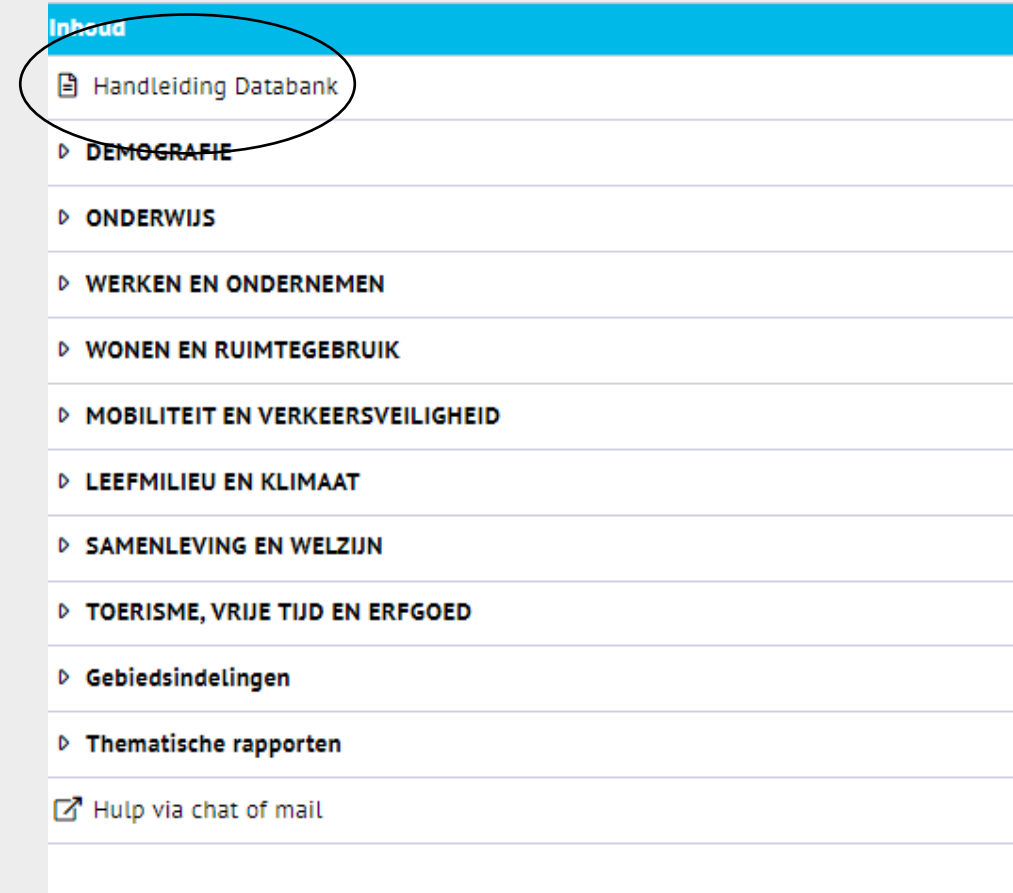 Inhoud
Handleiding Databank
DEMOGRAFIE
ONDERWIJS
WERKEN EN ONDERNEMEN
WONEN EN RUIMTEGEBRUIK
MOBILITEIT EN VERKEERSVEILIGHEID
LEEFMILIEU EN KLIMAAT
SAMENLEVING EN WELZIJN
TOERISME, VRIJE TIJD EN ERFGOED
Gebiedsindelingen
Thematische rapporten
Hulp via chat of mail